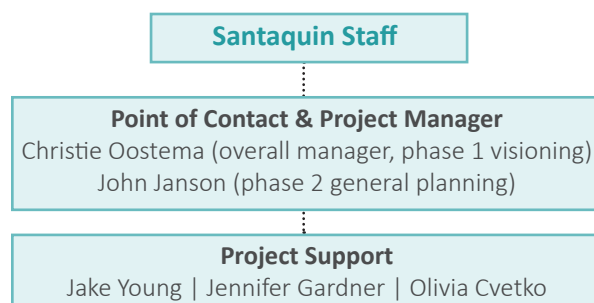 Santaquin Staff
Point of Contact & Project Manager
Christie Oostema (overall manager, phase 1 visioning)
John Janson (phase 2 general planning)
Project Support
Jake Young | Jennifer Gardner | Olivia Cvetko